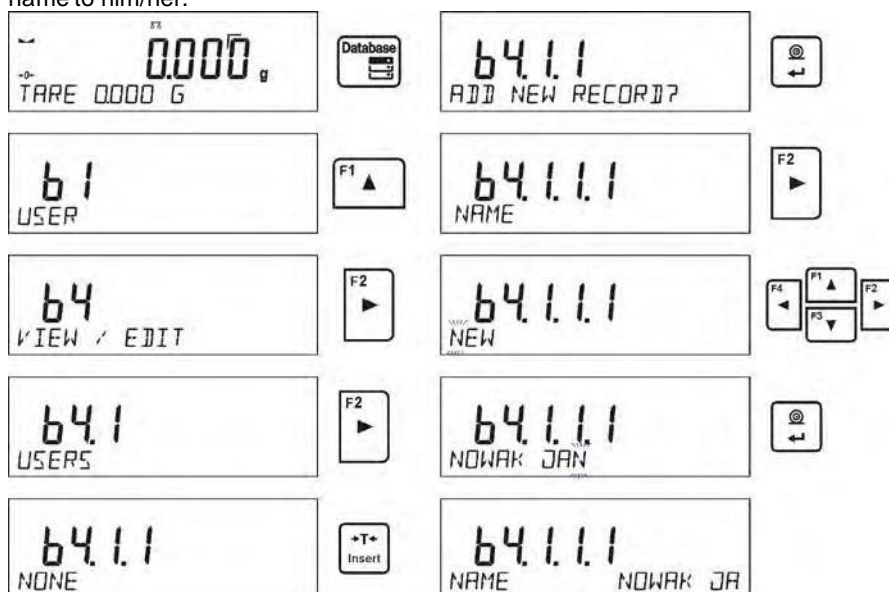 name to him/her.
0.000 g
TARE 0.000 G
Database
b1
USER
F1
b4
VIEW / EDIT
F2
b4.1
USERS
F2
b4.1.1
NONE
→T←
Insert
b4.1.1
ADD NEW RECORD?
b4.1.1.1
NAME
F2
b4.1.1.1
NEW
F4 F1 F2
F3
b4.1.1.1
NOWAK JAN
b4.1.1.1
NAME NOWAK JA